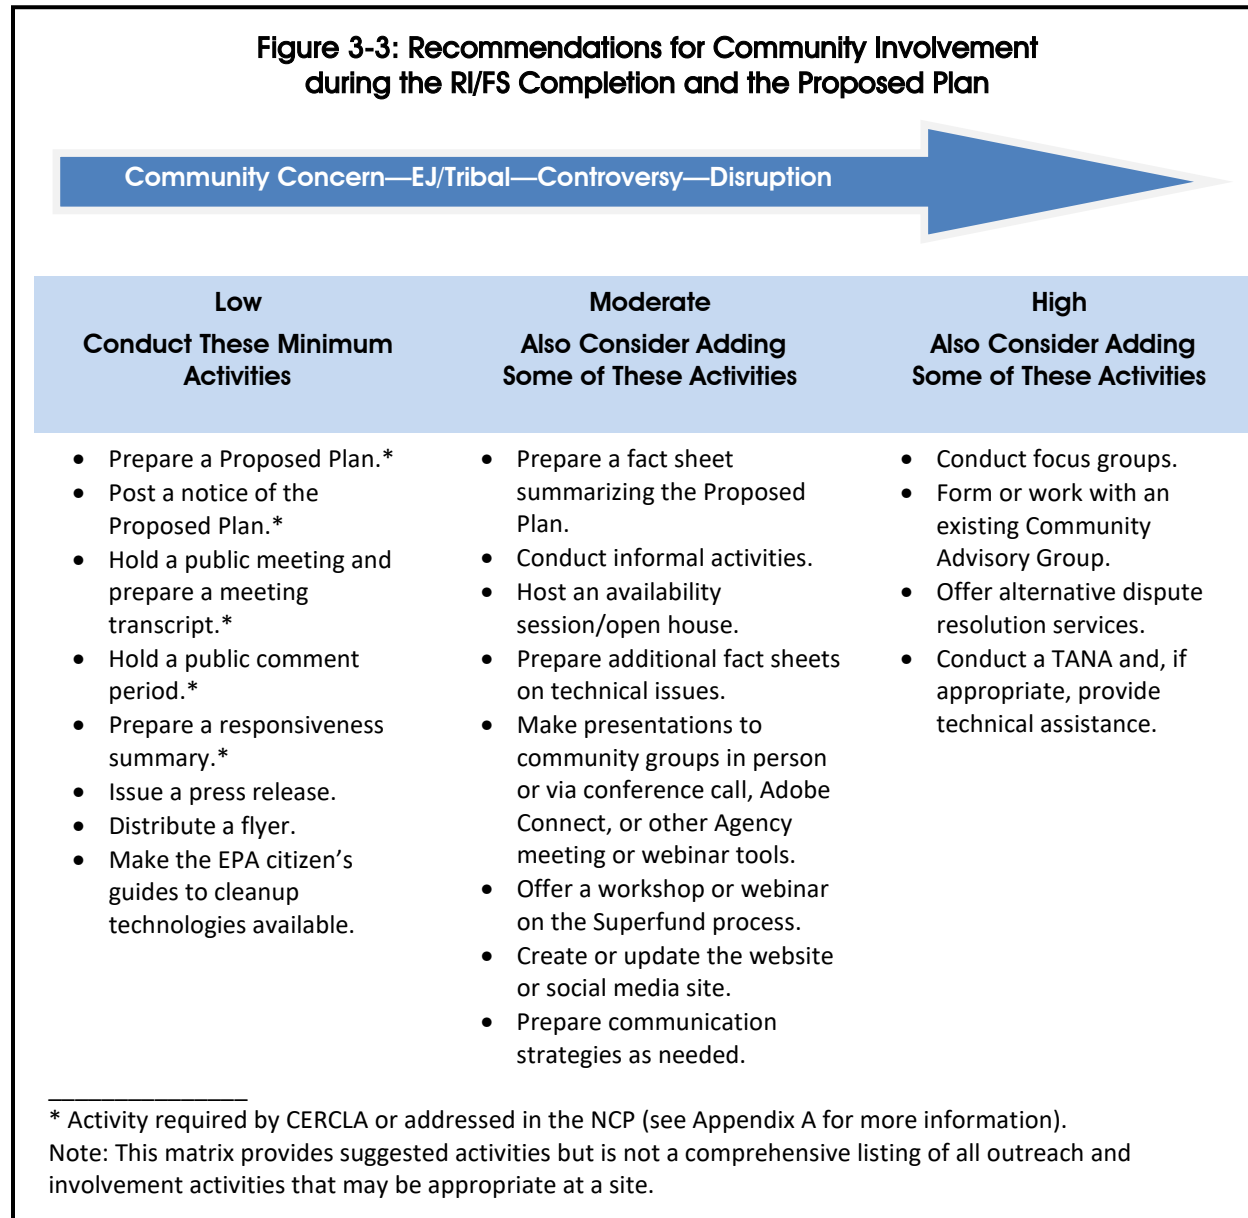 Figure 3-3: Recommendations for Community Involvement
during the RI/FS Completion and the Proposed Plan
Community Concern—EJ/Tribal—Controversy—Disruption
Low
Conduct These Minimum
Activities
Moderate
Also Consider Adding
Some of These Activities
High
Also Consider Adding
Some of These Activities
• Prepare a Proposed Plan.*
• Post a notice of the
Proposed Plan.*
• Hold a public meeting and
prepare a meeting
transcript.*
• Hold a public comment
period.*
• Prepare a responsiveness
summary.*
• Issue a press release.
• Distribute a flyer.
• Make the EPA citizen’s
guides to cleanup
technologies available.
• Prepare a fact sheet
summarizing the Proposed
Plan.
• Conduct informal activities.
• Host an availability
session/open house.
• Prepare additional fact sheets
on technical issues.
• Make presentations to
community groups in person
or via conference call, Adobe
Connect, or other Agency
meeting or webinar tools.
• Offer a workshop or webinar
on the Superfund process.
• Create or update the website
or social media site.
• Prepare communication
strategies as needed.
• Conduct focus groups.
• Form or work with an
existing Community
Advisory Group.
• Offer alternative dispute
resolution services.
• Conduct a TANA and, if
appropriate, provide
technical assistance.
* Activity required by CERCLA or addressed in the NCP (see Appendix A for more information).
Note: This matrix provides suggested activities but is not a comprehensive listing of all outreach and
involvement activities that may be appropriate at a site.